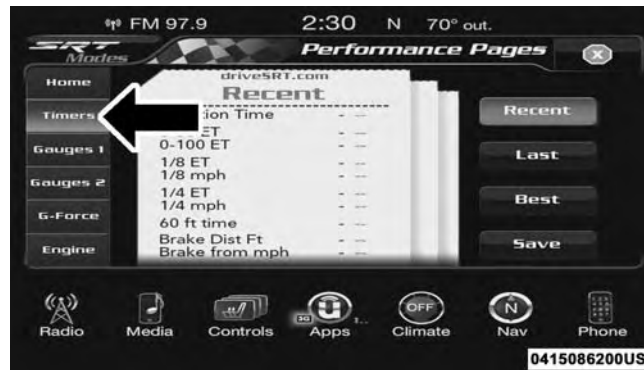 FM 97.9 2:30 N 70° out.
SRT Performance Pages X
Modes
Home driveSRT.com
Recent
Timers tion Time - -- Recent
ET
Gauges 1 0-100 ET - --
1/8 ET - -- Last
1/8 mph - --
Gauges 2 1/4 ET - --
1/4 mph - -- Best
G-Force 60 ft time - --
Brake Dist Ft - -- Save
Engine Brake from mph - --
3G OFF N
Radio Media Controls Apps Climate Nav Phone
0415086200US